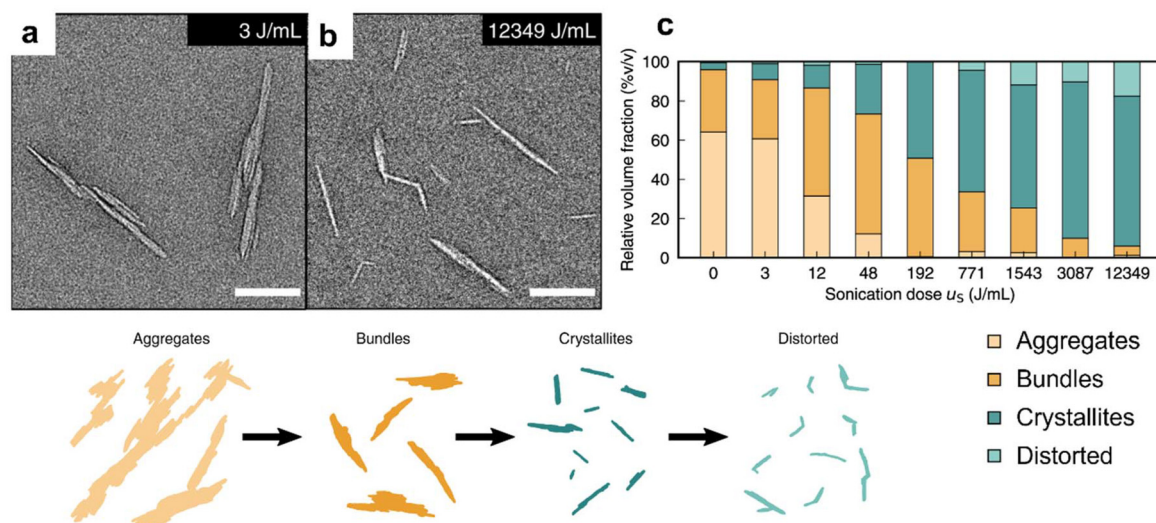 a
3 J/mL
b
12349 J/mL
c
Relative volume fraction (%v/v)
100
80
60
40
20
0
0 3 12 48 192 771 1543 3087 12349
Sonication dose uS (J/mL)
Aggregates
Bundles
Crystallites
Distorted
Aggregates
Bundles
Crystallites
Distorted